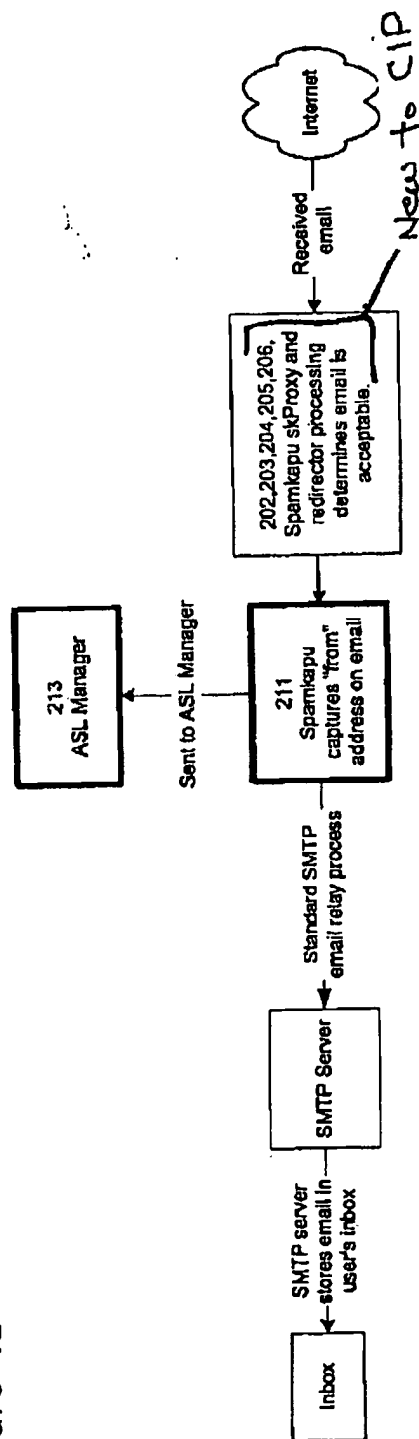 213
ASL Manager
Sent to ASL Manager
Inbox
SMTP server
stores email in
user's inbox
SMTP Server
Standard SMTP
email relay process
211
Spamkapu
captures "from"
address on email
202,203,204,205,206,
Spamkapu skProxy and
redirector processing
determines email is
acceptable.
Received
email
Internet
New to CIP